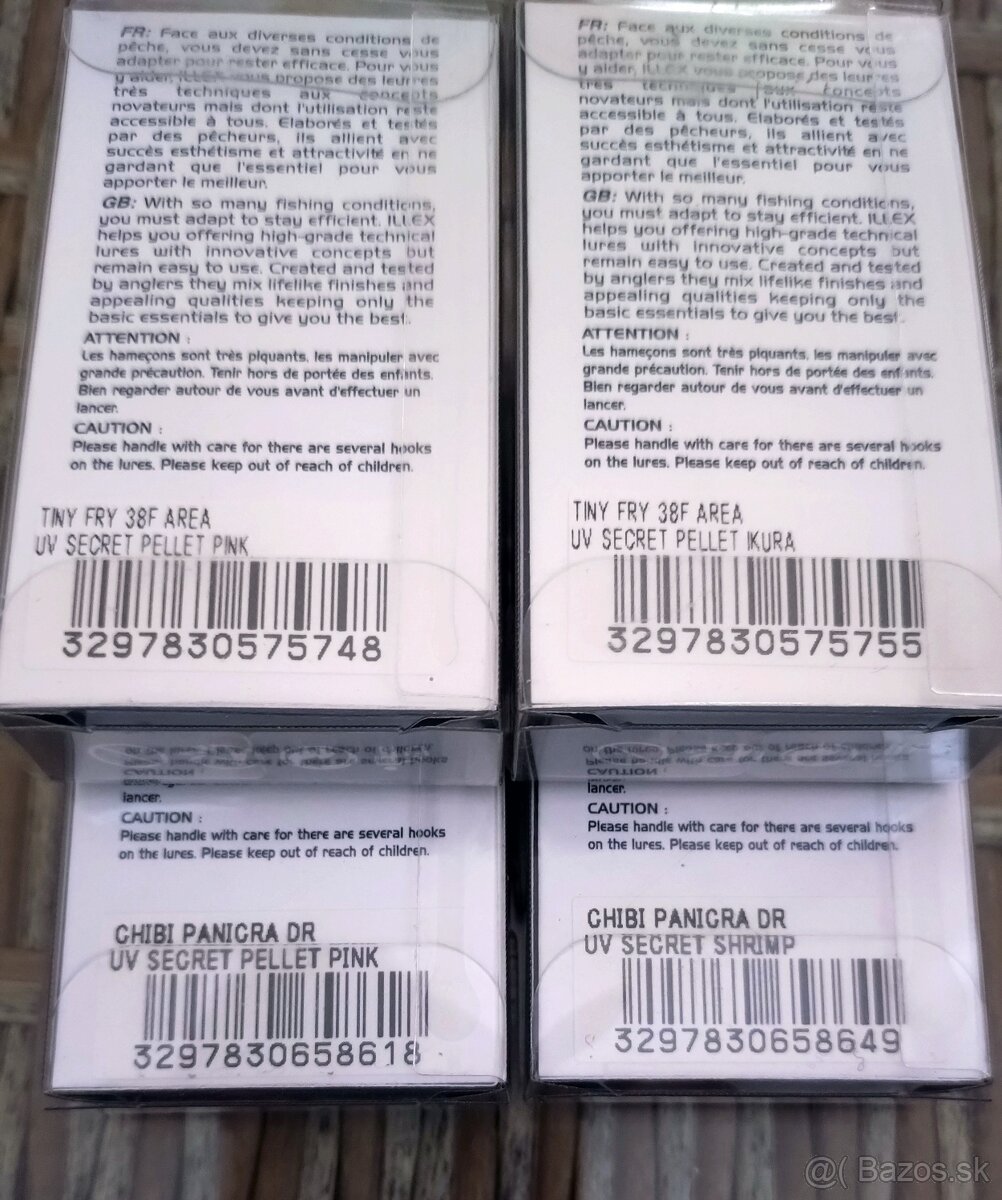 FR: Face aux diverses conditions de
pêche, vous devez sans cesse vous
adapter pour rester efficace. Pour vous
y aider, ILLEX vous propose des leurres
très techniques aux concepts
novateurs mais dont l'utilisation reste
accessible à tous. Elaborés et testés
par des pêcheurs, ils allient avec
succès esthétisme et attractivité en ne
gardant que l'essentiel pour vous
apporter le meilleur.
GB: With so many fishing conditions,
you must adapt to stay efficient. ILLEX
helps you offering high-grade technical
lures with innovative concepts but
remain easy to use. Created and tested
by anglers they mix lifelike finishes and
appealing qualities keeping only the
basic essentials to give you the best.
ATTENTION :
Les hameçons sont très piquants, les manipuler avec
grande précaution. Tenir hors de portée des enfants.
Bien regarder autour de vous avant d'effectuer un
lancer.
CAUTION :
Please handle with care for there are several hooks
on the lures. Please keep out of reach of children.
TINY FRY 38F AREA
UV SECRET PELLET PINK
3297830575748
FR: Face aux diverses conditions de
pêche, vous devez sans cesse vous
adapter pour rester efficace. Pour vous
y aider, ILLEX vous propose des leurres
très techniques aux concepts
novateurs mais dont l'utilisation reste
accessible à tous. Elaborés et testés
par des pêcheurs, ils allient avec
succès esthétisme et attractivité en ne
gardant que l'essentiel pour vous
apporter le meilleur.
GB: With so many fishing conditions,
you must adapt to stay efficient. ILLEX
helps you offering high-grade technical
lures with innovative concepts but
remain easy to use. Created and tested
by anglers they mix lifelike finishes and
appealing qualities keeping only the
basic essentials to give you the best.
ATTENTION :
Les hameçons sont très piquants, les manipuler avec
grande précaution. Tenir hors de portée des enfants.
Bien regarder autour de vous avant d'effectuer un
lancer.
CAUTION :
Please handle with care for there are several hooks
on the lures. Please keep out of reach of children.
TINY FRY 38F AREA
UV SECRET PELLET IKURA
3297830575755
lancer.
CAUTION :
Please handle with care for there are several hooks
on the lures. Please keep out of reach of children.
CHIBI PANICRA DR
UV SECRET PELLET PINK
3297830658618
lancer.
CAUTION :
Please handle with care for there are several hooks
on the lures. Please keep out of reach of children.
CHIBI PANICRA DR
UV SECRET SHRIMP
3297830658649
@( Bazos.sk